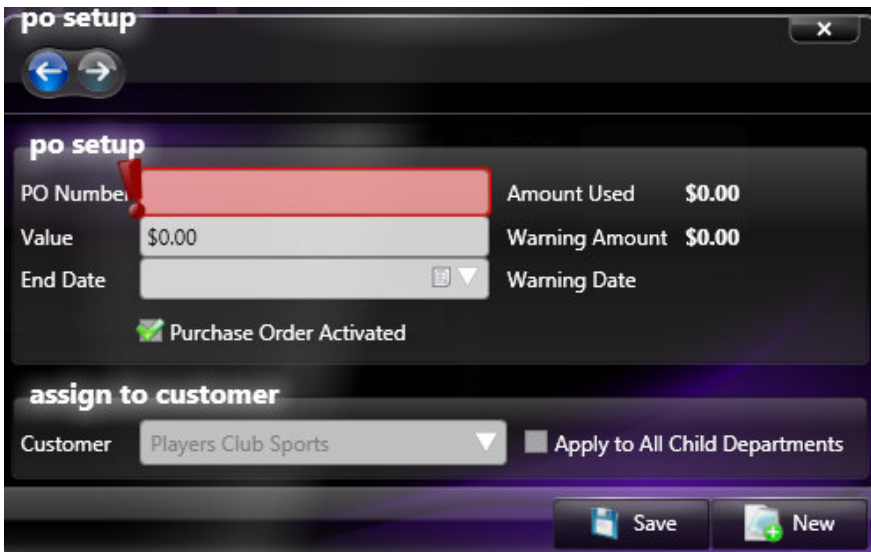 po setup
x
po setup
PO Number
Amount Used $0.00
Value $0.00
Warning Amount $0.00
End Date
Warning Date
Purchase Order Activated
assign to customer
Customer Players Club Sports
Apply to All Child Departments
Save
New